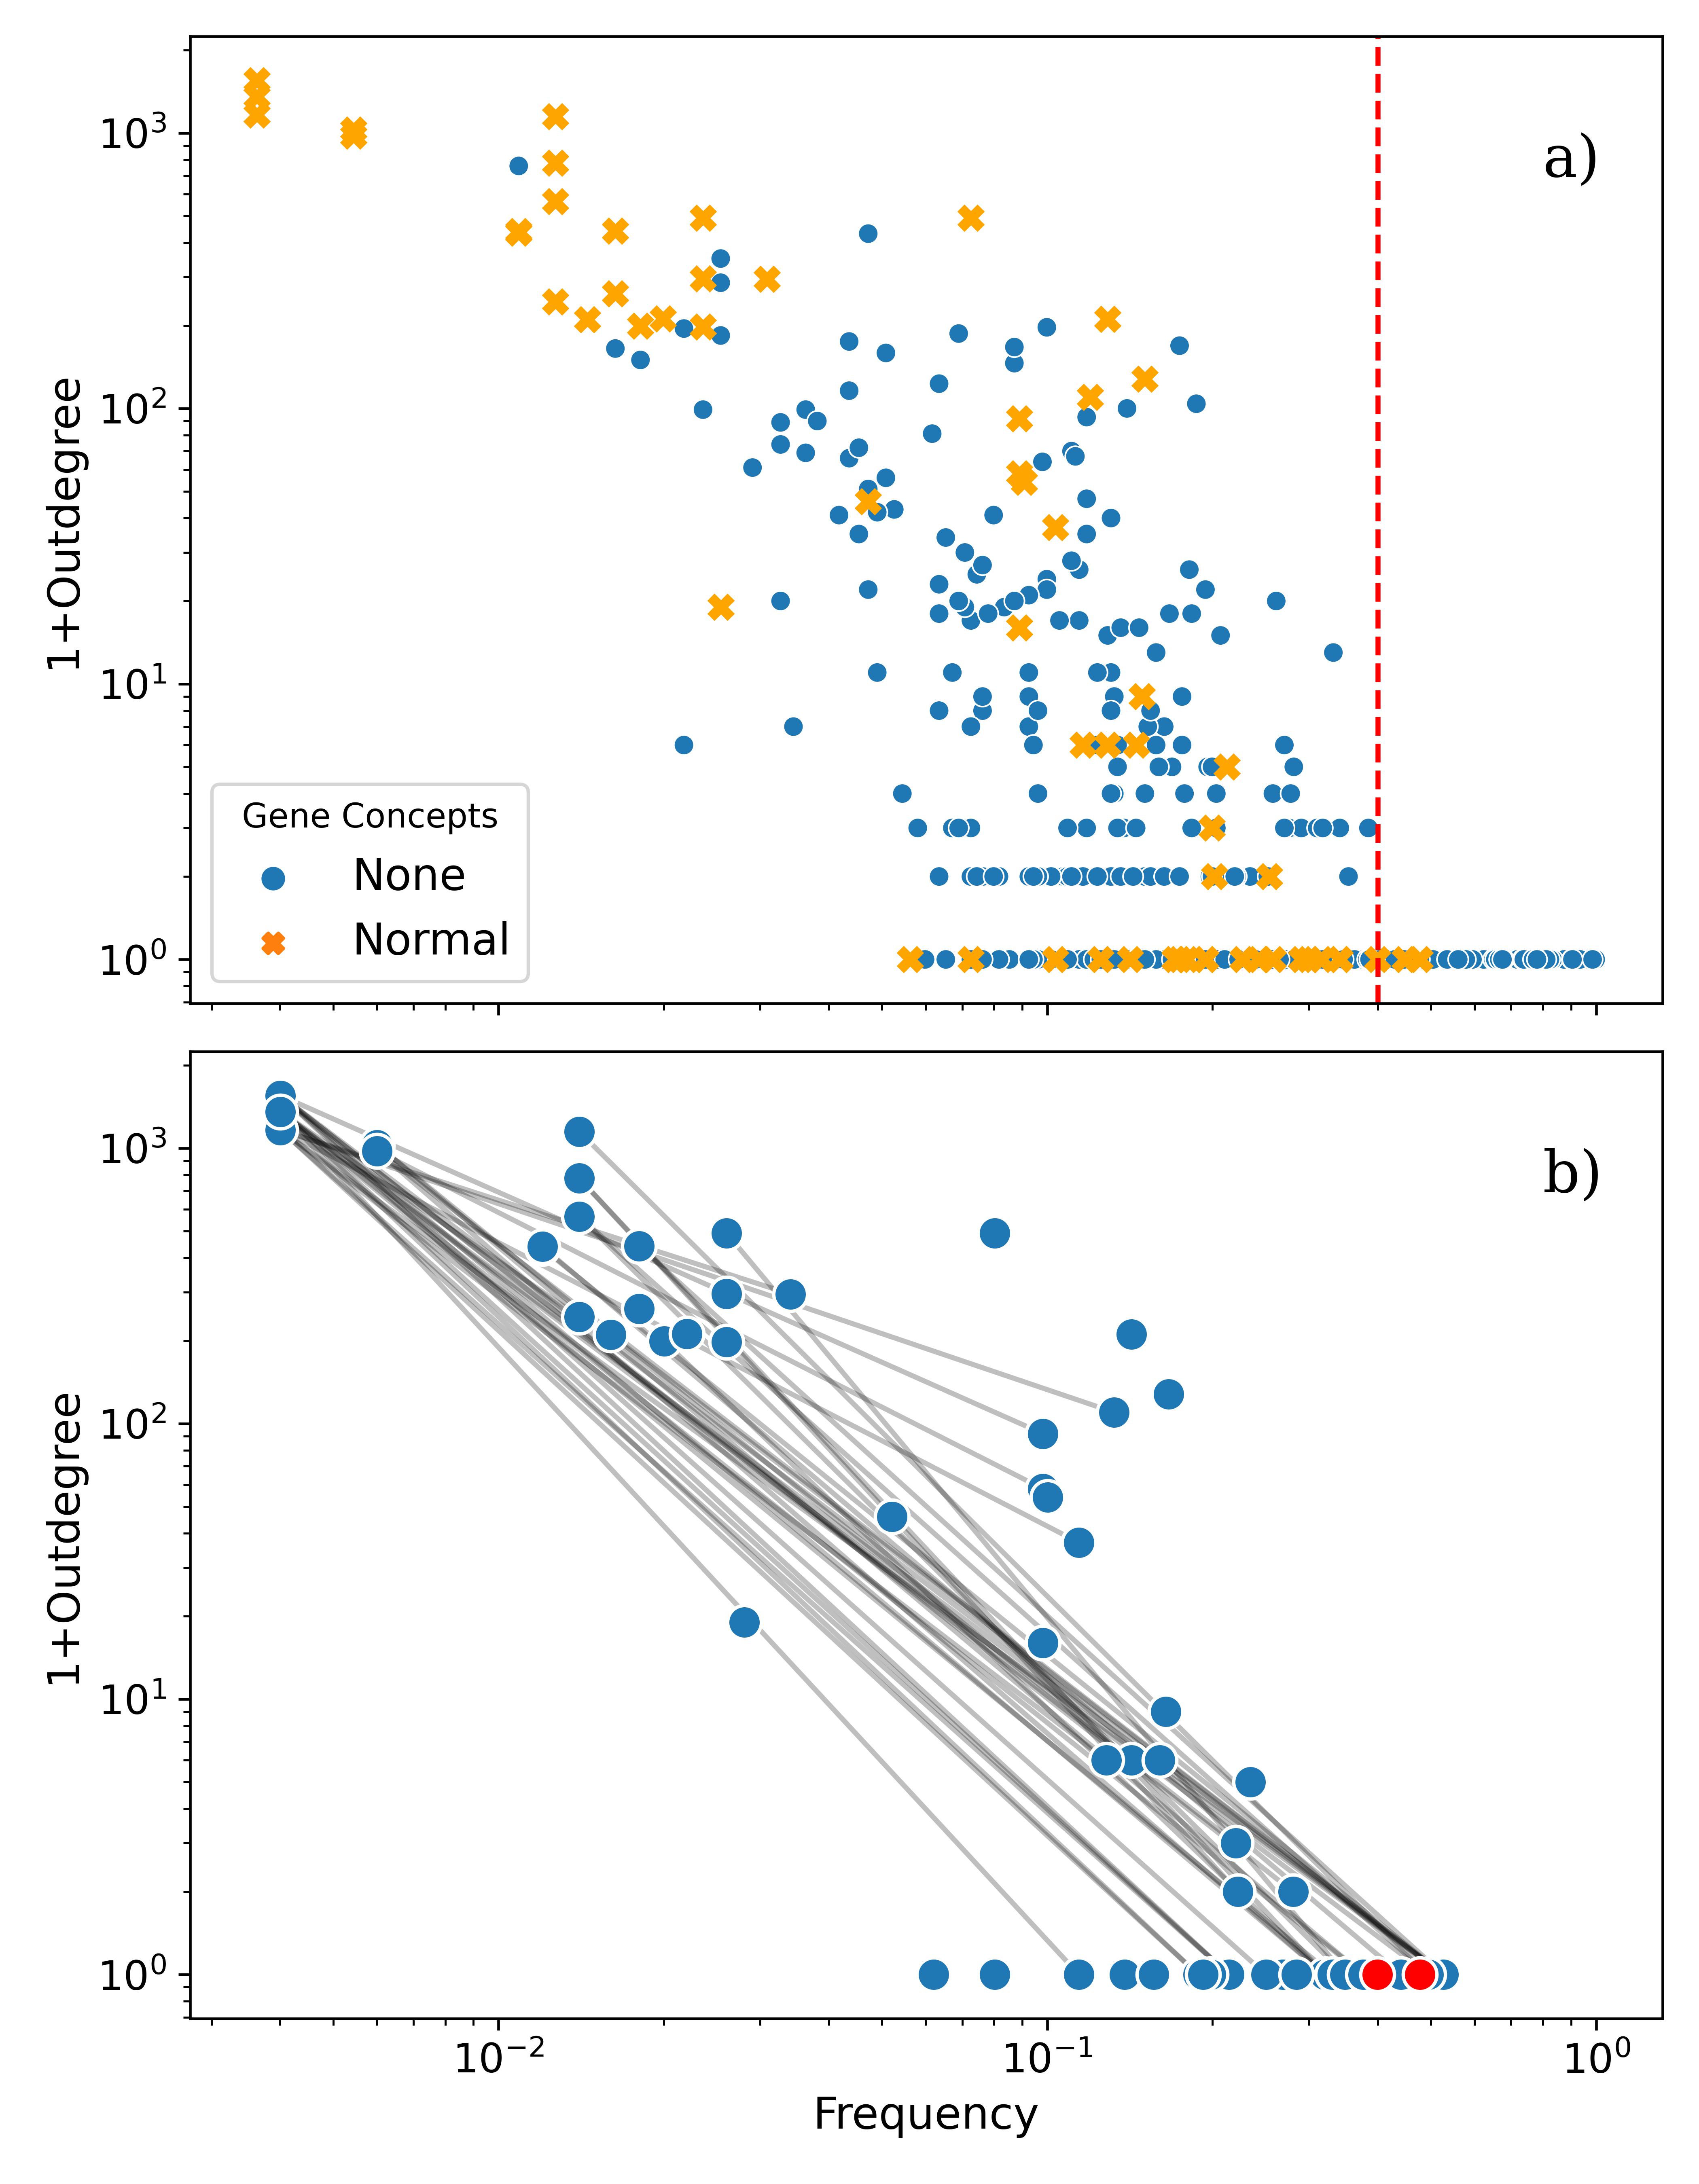 a)
10³
10²
10¹
10⁰
1+Outdegree
Gene Concepts
None
Normal
b)
10³
10²
10¹
10⁰
1+Outdegree
10⁻²
10⁻¹
10⁰
Frequency